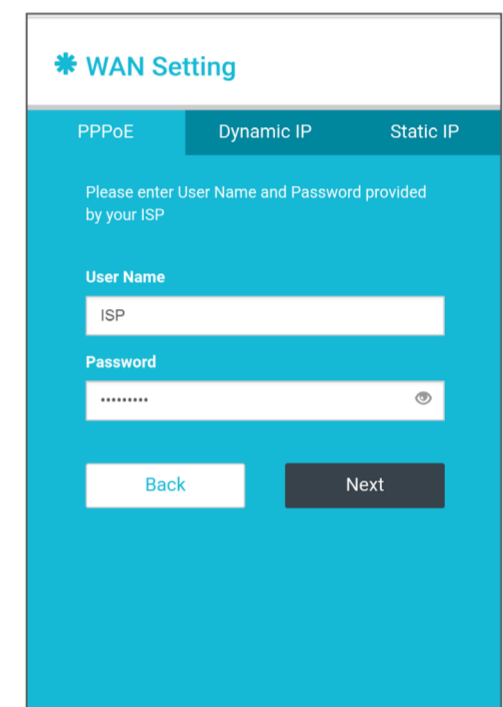 WAN Setting
PPPoE Dynamic IP Static IP
Please enter User Name and Password provided
by your ISP
User Name
ISP
Password
•••••••••
Back Next